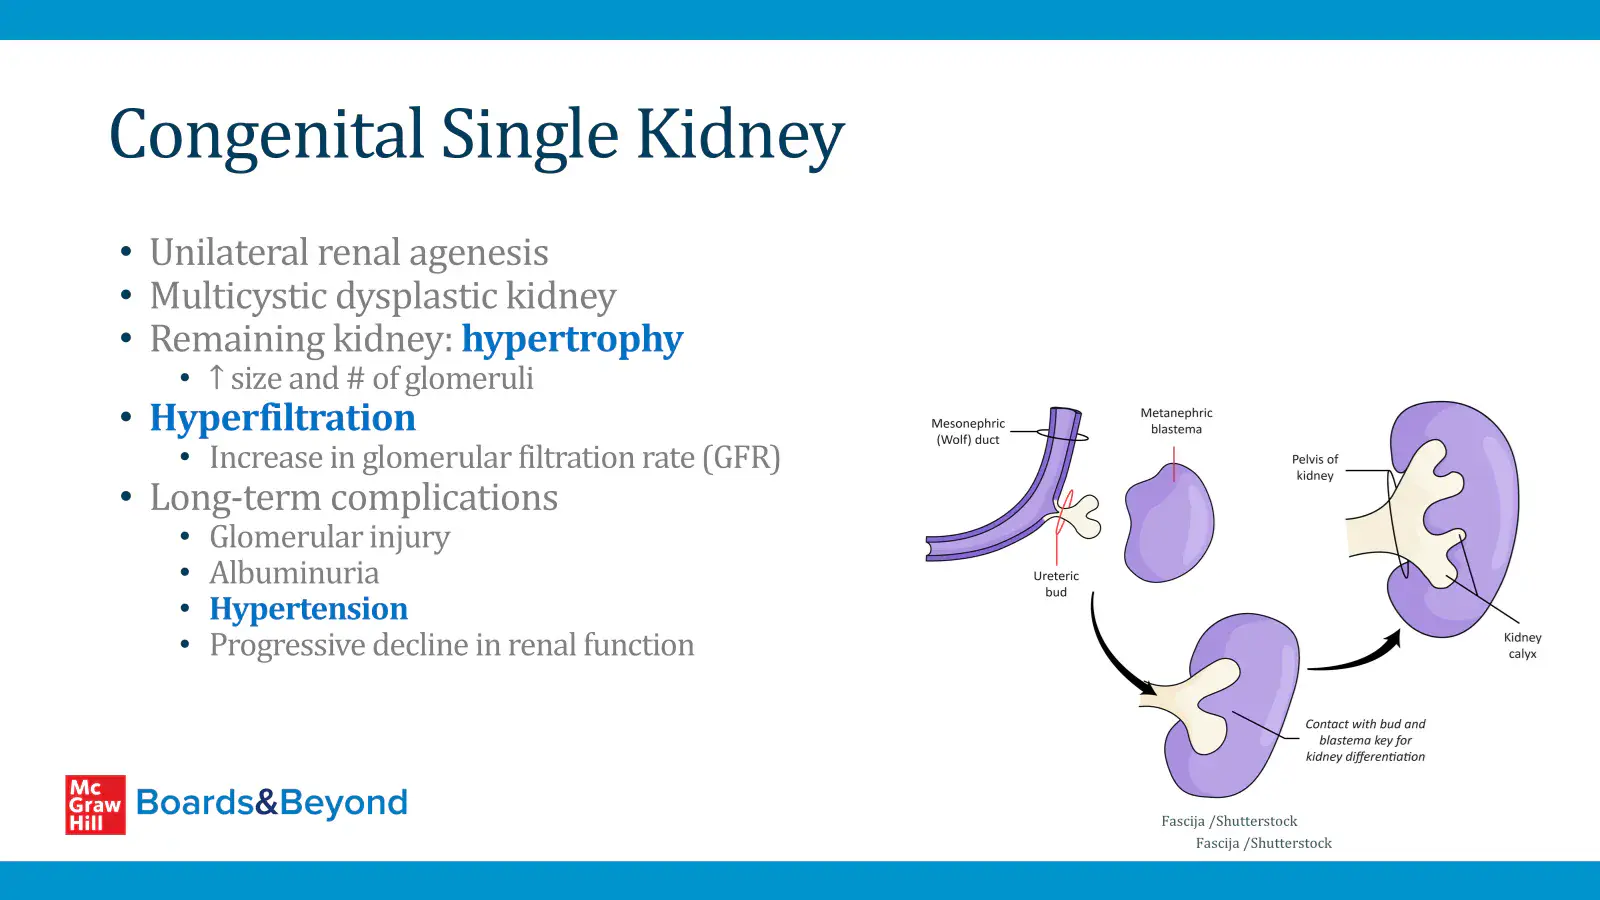 Congenital Single Kidney
• Unilateral renal agenesis
• Multicystic dysplastic kidney
• Remaining kidney: hypertrophy
• ↑ size and # of glomeruli
• Hyperfiltration
• Increase in glomerular filtration rate (GFR)
• Long-term complications
• Glomerular injury
• Albuminuria
• Hypertension
• Progressive decline in renal function
Mesonephric
(Wolf) duct
Metanephric
blastema
Ureteric
bud
Pelvis of
kidney
Kidney
calyx
Contact with bud and
blastema key for
kidney differentiation
Fascija /Shutterstock
Fascija /Shutterstock
Mc
Graw
Hill
Boards&Beyond